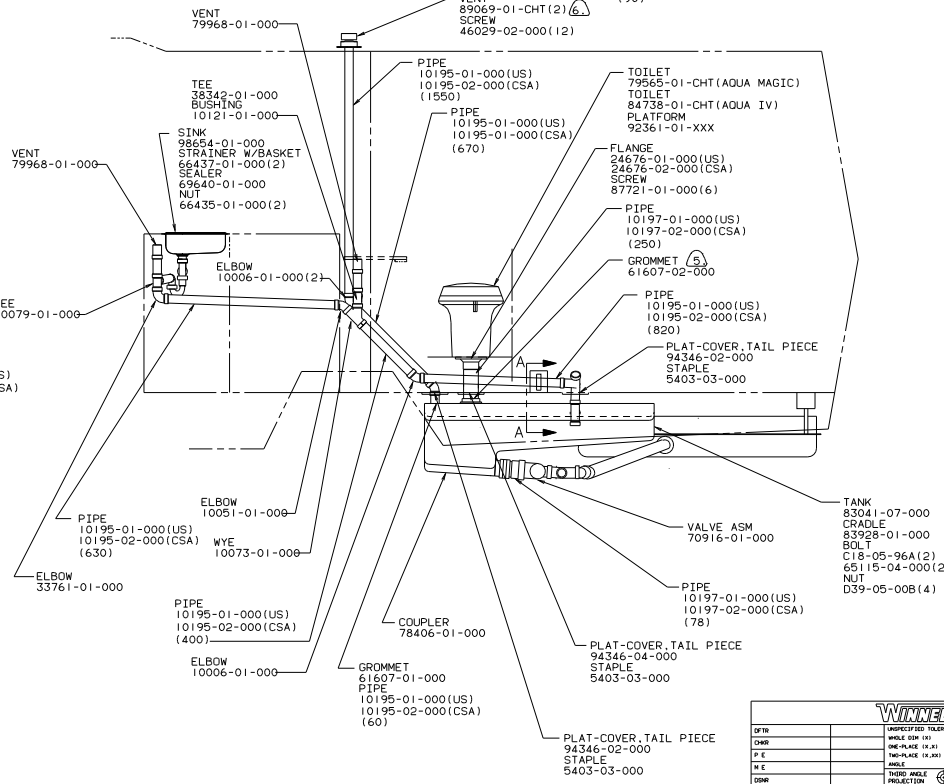 VENT
79968-01-000
89069-01-CHT(2) 6.
SCREW
46029-02-000(12)
PIPE
10195-01-000(US)
10195-02-000(CSA)
(1550)
TOILET
79565-01-CHT(AQUA MAGIC)
TOILET
84738-01-CHT(AQUA IV)
PLATFORM
92361-01-XXX
TEE
38342-01-000
BUSHING
10121-01-000
PIPE
10195-01-000(US)
10195-01-000(CSA)
(670)
SINK
98654-01-000
STRAINER W/BASKET
66437-01-000(2)
SEALER
69640-01-000
NUT
66435-01-000(2)
VENT
79968-01-000
FLANGE
24676-01-000(US)
24676-02-000(CSA)
SCREW
87721-01-000(6)
PIPE
10197-01-000(US)
10197-02-000(CSA)
(250)
ELBOW
10006-01-000(2)
GROMMET 5.
61607-02-000
PIPE
10195-01-000(US)
10195-02-000(CSA)
(820)
PLAT-COVER,TAIL PIECE
94346-02-000
STAPLE
5403-03-000
A
A
ELBOW
10051-01-000
PIPE
10195-01-000(US)
10195-02-000(CSA)
(630)
WYE
10073-01-000
VALVE ASM
70916-01-000
TANK
83041-07-000
CRADLE
83928-01-000
BOLT
C18-05-96A(2)
65115-04-000(2
NUT
D39-05-00B(4)
ELBOW
33761-01-000
PIPE
10195-01-000(US)
10195-02-000(CSA)
(400)
COUPLER
78406-01-000
PIPE
10197-01-000(US)
10197-02-000(CSA)
(78)
ELBOW
10006-01-000
GROMMET
61607-01-000
PIPE
10195-01-000(US)
10195-02-000(CSA)
(60)
PLAT-COVER,TAIL PIECE
94346-04-000
STAPLE
5403-03-000
PLAT-COVER,TAIL PIECE
94346-02-000
STAPLE
5403-03-000
DFTR
CHKR
P E
M E
DSNR
UNSPECIFIED TOLER
WHOLE DIM (X)
ONE-PLACE (X.X)
TWO-PLACE (X.XX)
ANGLE
THIRD ANGLE
PROJECTION